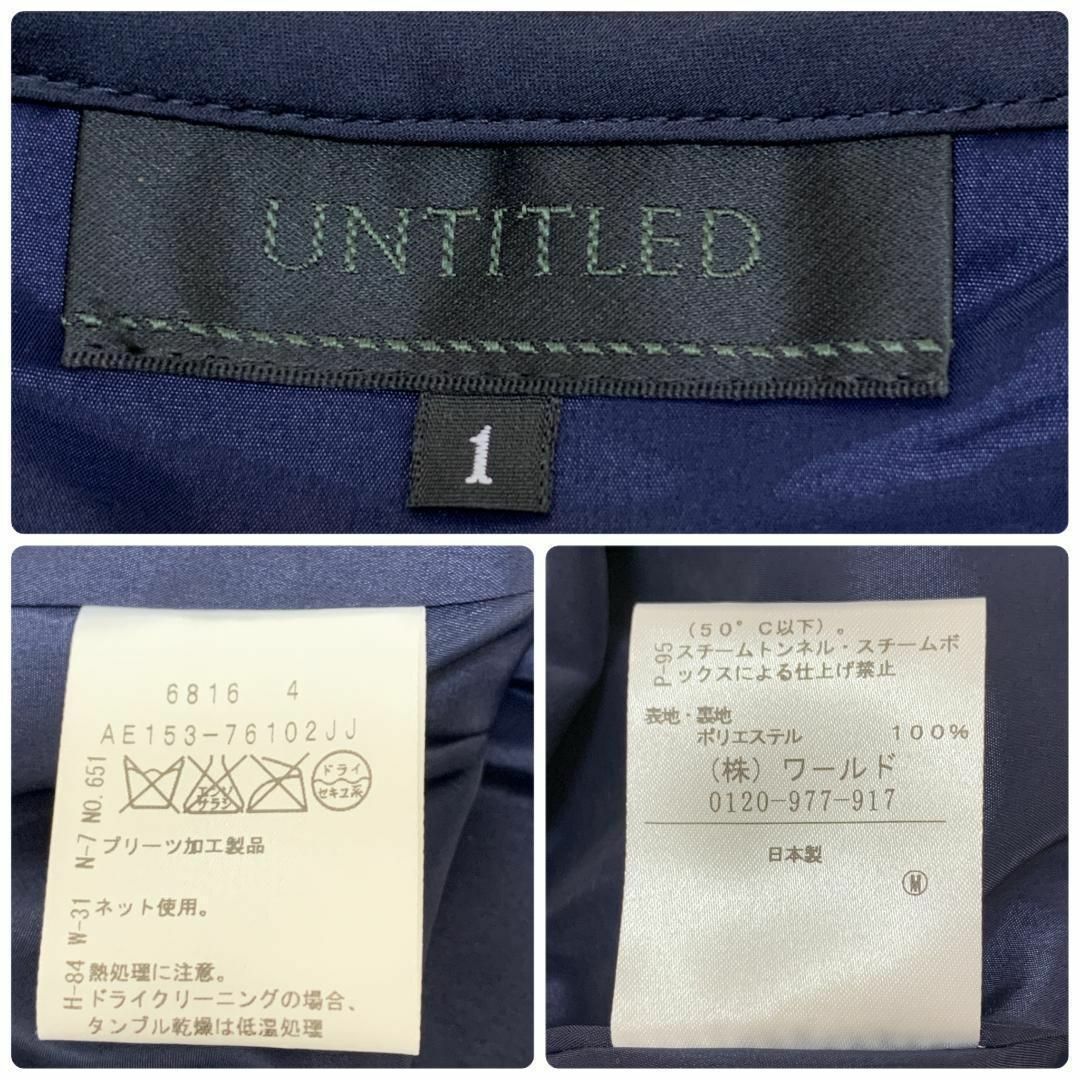 UNTITLED
1
6816 4
AE153-76102JJ
エンソ
サラシ
ドライ
セキユ系
N-7 NO.651
プリーツ加工製品
W-31
ネット使用。
H-84
熱処理に注意。
ドライクリーニングの場合、
タンブル乾燥は低温処理
(50°C以下)。
P-95
スチームトンネル・スチームボ
ックスによる仕上げ禁止
表地・裏地
ポリエステル 100%
(株)ワールド
0120-977-917
日本製
M